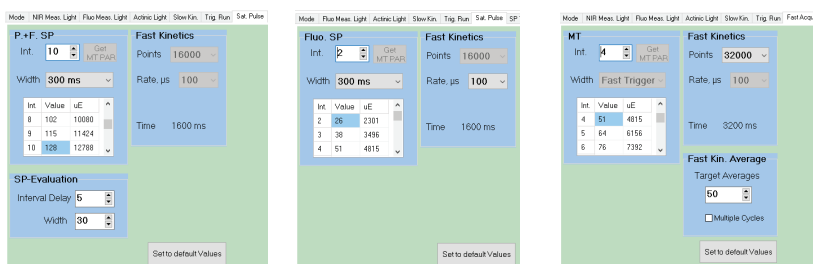 Mode NIR Meas. Light Fluo Meas. Light Actinic Light Slow Kin. Trig. Run Sat. Pulse
P.+F. SP
Int. 10 Get MT PAR
Width 300 ms
Int. Value uE
8 102 10080
9 115 11424
10 128 12788
Fast Kinetics
Points 16000
Rate, µs 100
Time 1600 ms
SP-Evaluation
Interval Delay 5
Width 30
Set to default Values
Mode Fluo Meas. Light Actinic Light Slow Kin. Trig. Run Sat. Pulse SP
Fluo. SP
Int. 2 Get MT PAR
Width 300 ms
Int. Value uE
2 26 2301
3 38 3496
4 51 4815
Fast Kinetics
Points 16000
Rate, µs 100
Time 1600 ms
Set to default Values
Mode NIR Meas. Light Fluo Meas. Light Actinic Light Slow Kin. Trig. Run Fast Acqu
MT
Int. 4 Get MT PAR
Width Fast Trigger
Int. Value uE
4 51 4815
5 64 6156
6 76 7392
Fast Kinetics
Points 32000
Rate, µs 100
Time 3200 ms
Fast Kin. Average
Target Averages
50
Multiple Cycles
Set to default Values